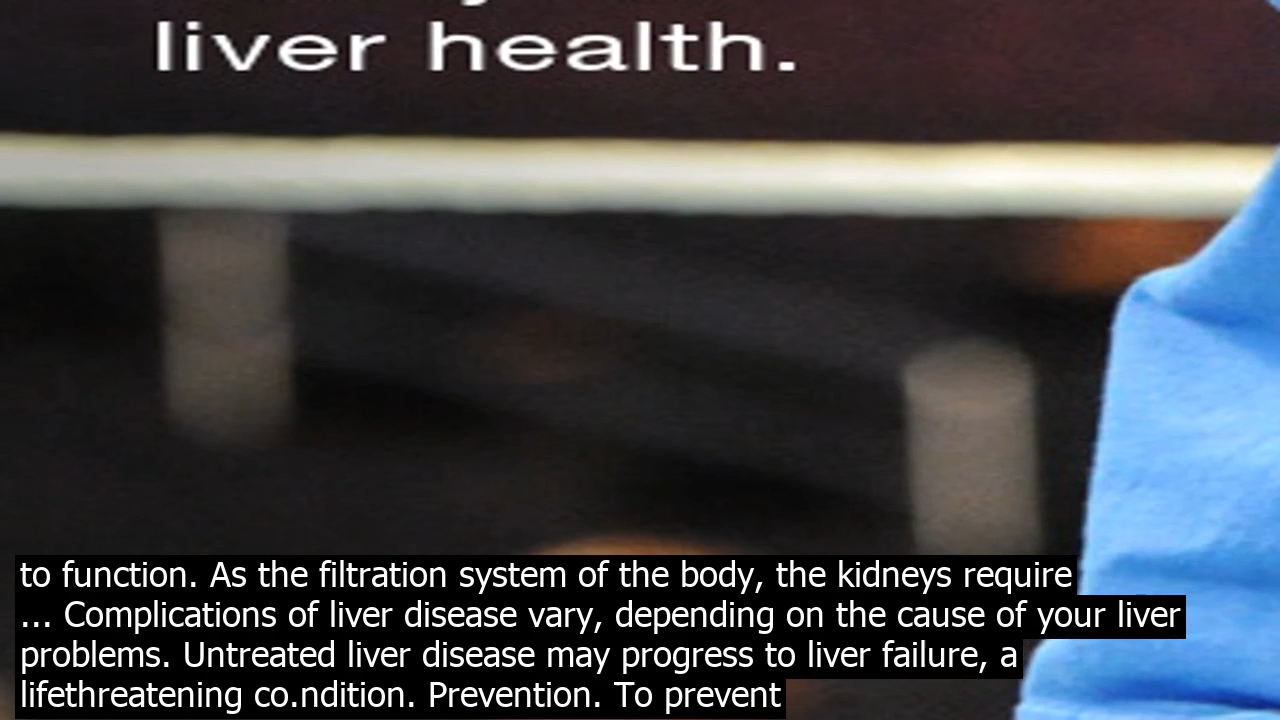 liver health.
to function. As the filtration system of the body, the kidneys require
... Complications of liver disease vary, depending on the cause of your liver
problems. Untreated liver disease may progress to liver failure, a
lifethreatening co.ndition. Prevention. To prevent